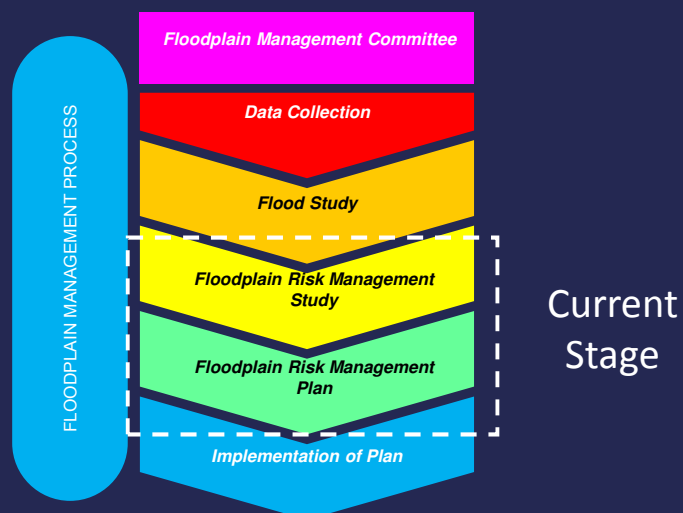 FLOODPLAIN MANAGEMENT PROCESS
Floodplain Management Committee
Data Collection
Flood Study
Floodplain Risk Management
Study
Floodplain Risk Management
Plan
Implementation of Plan
Current
Stage